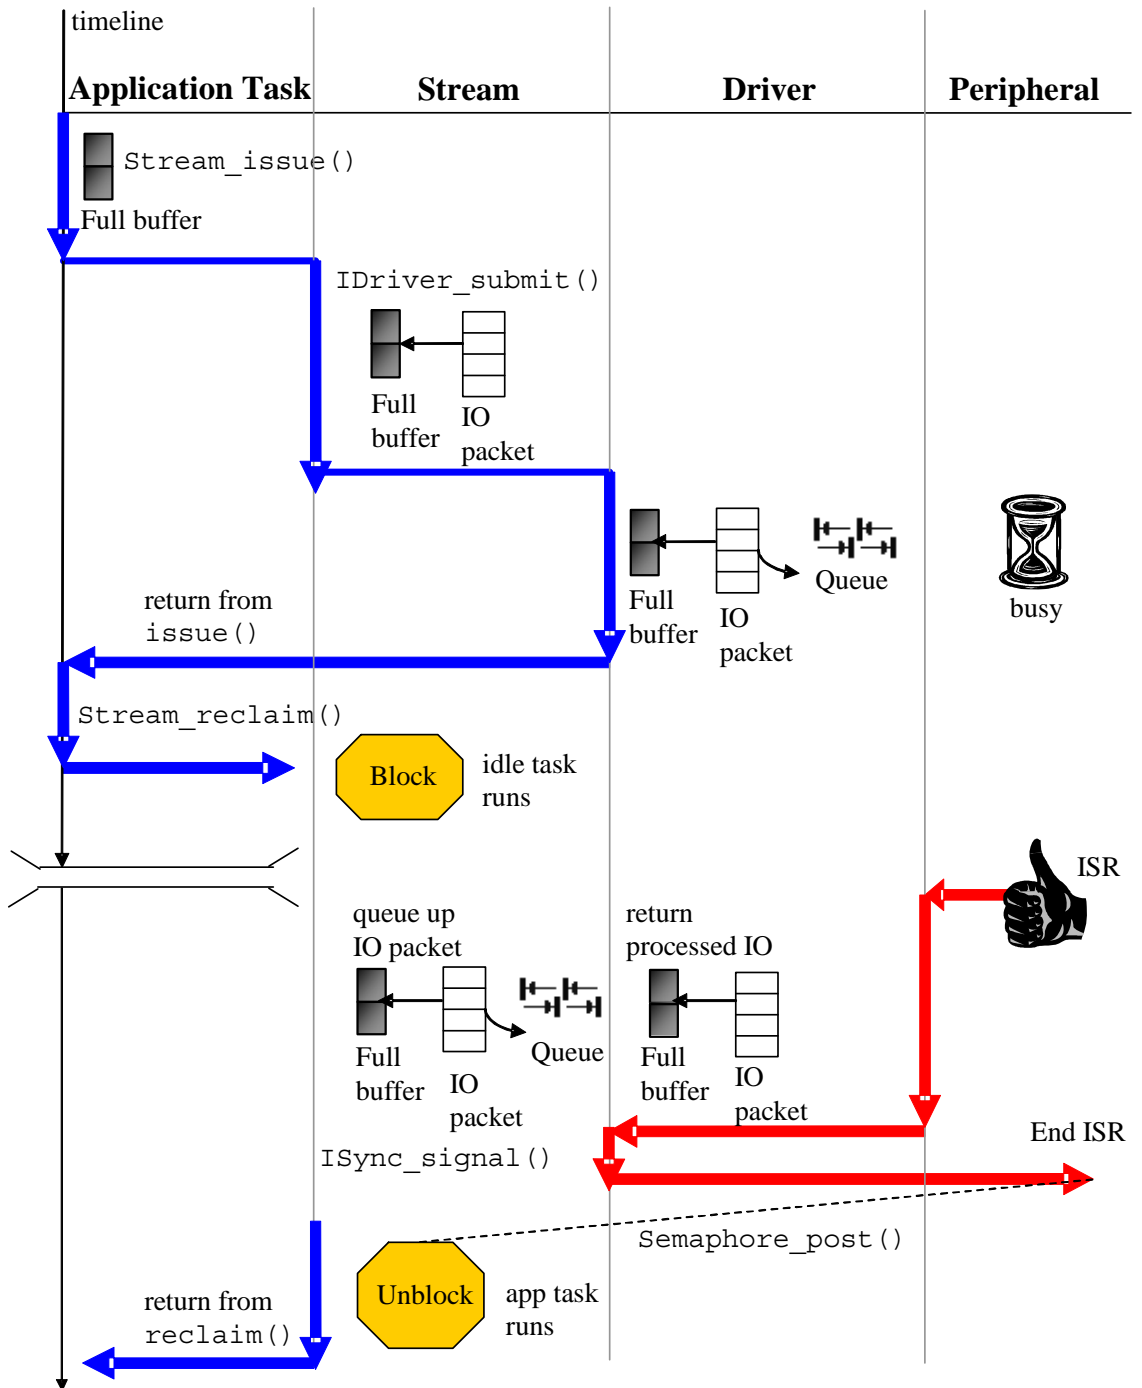 timeline
Application Task
Stream
Driver
Peripheral
Stream_issue()
Full buffer
IDriver_submit()
Full
buffer
IO
packet
Full
buffer
IO
packet
Queue
busy
return from
issue()
Stream_reclaim()
Block
idle task
runs
ISR
queue up
IO packet
return
processed IO
Full
buffer
IO
packet
Queue
Full
buffer
IO
packet
End ISR
ISync_signal()
Semaphore_post()
Unblock
app task
runs
return from
reclaim()